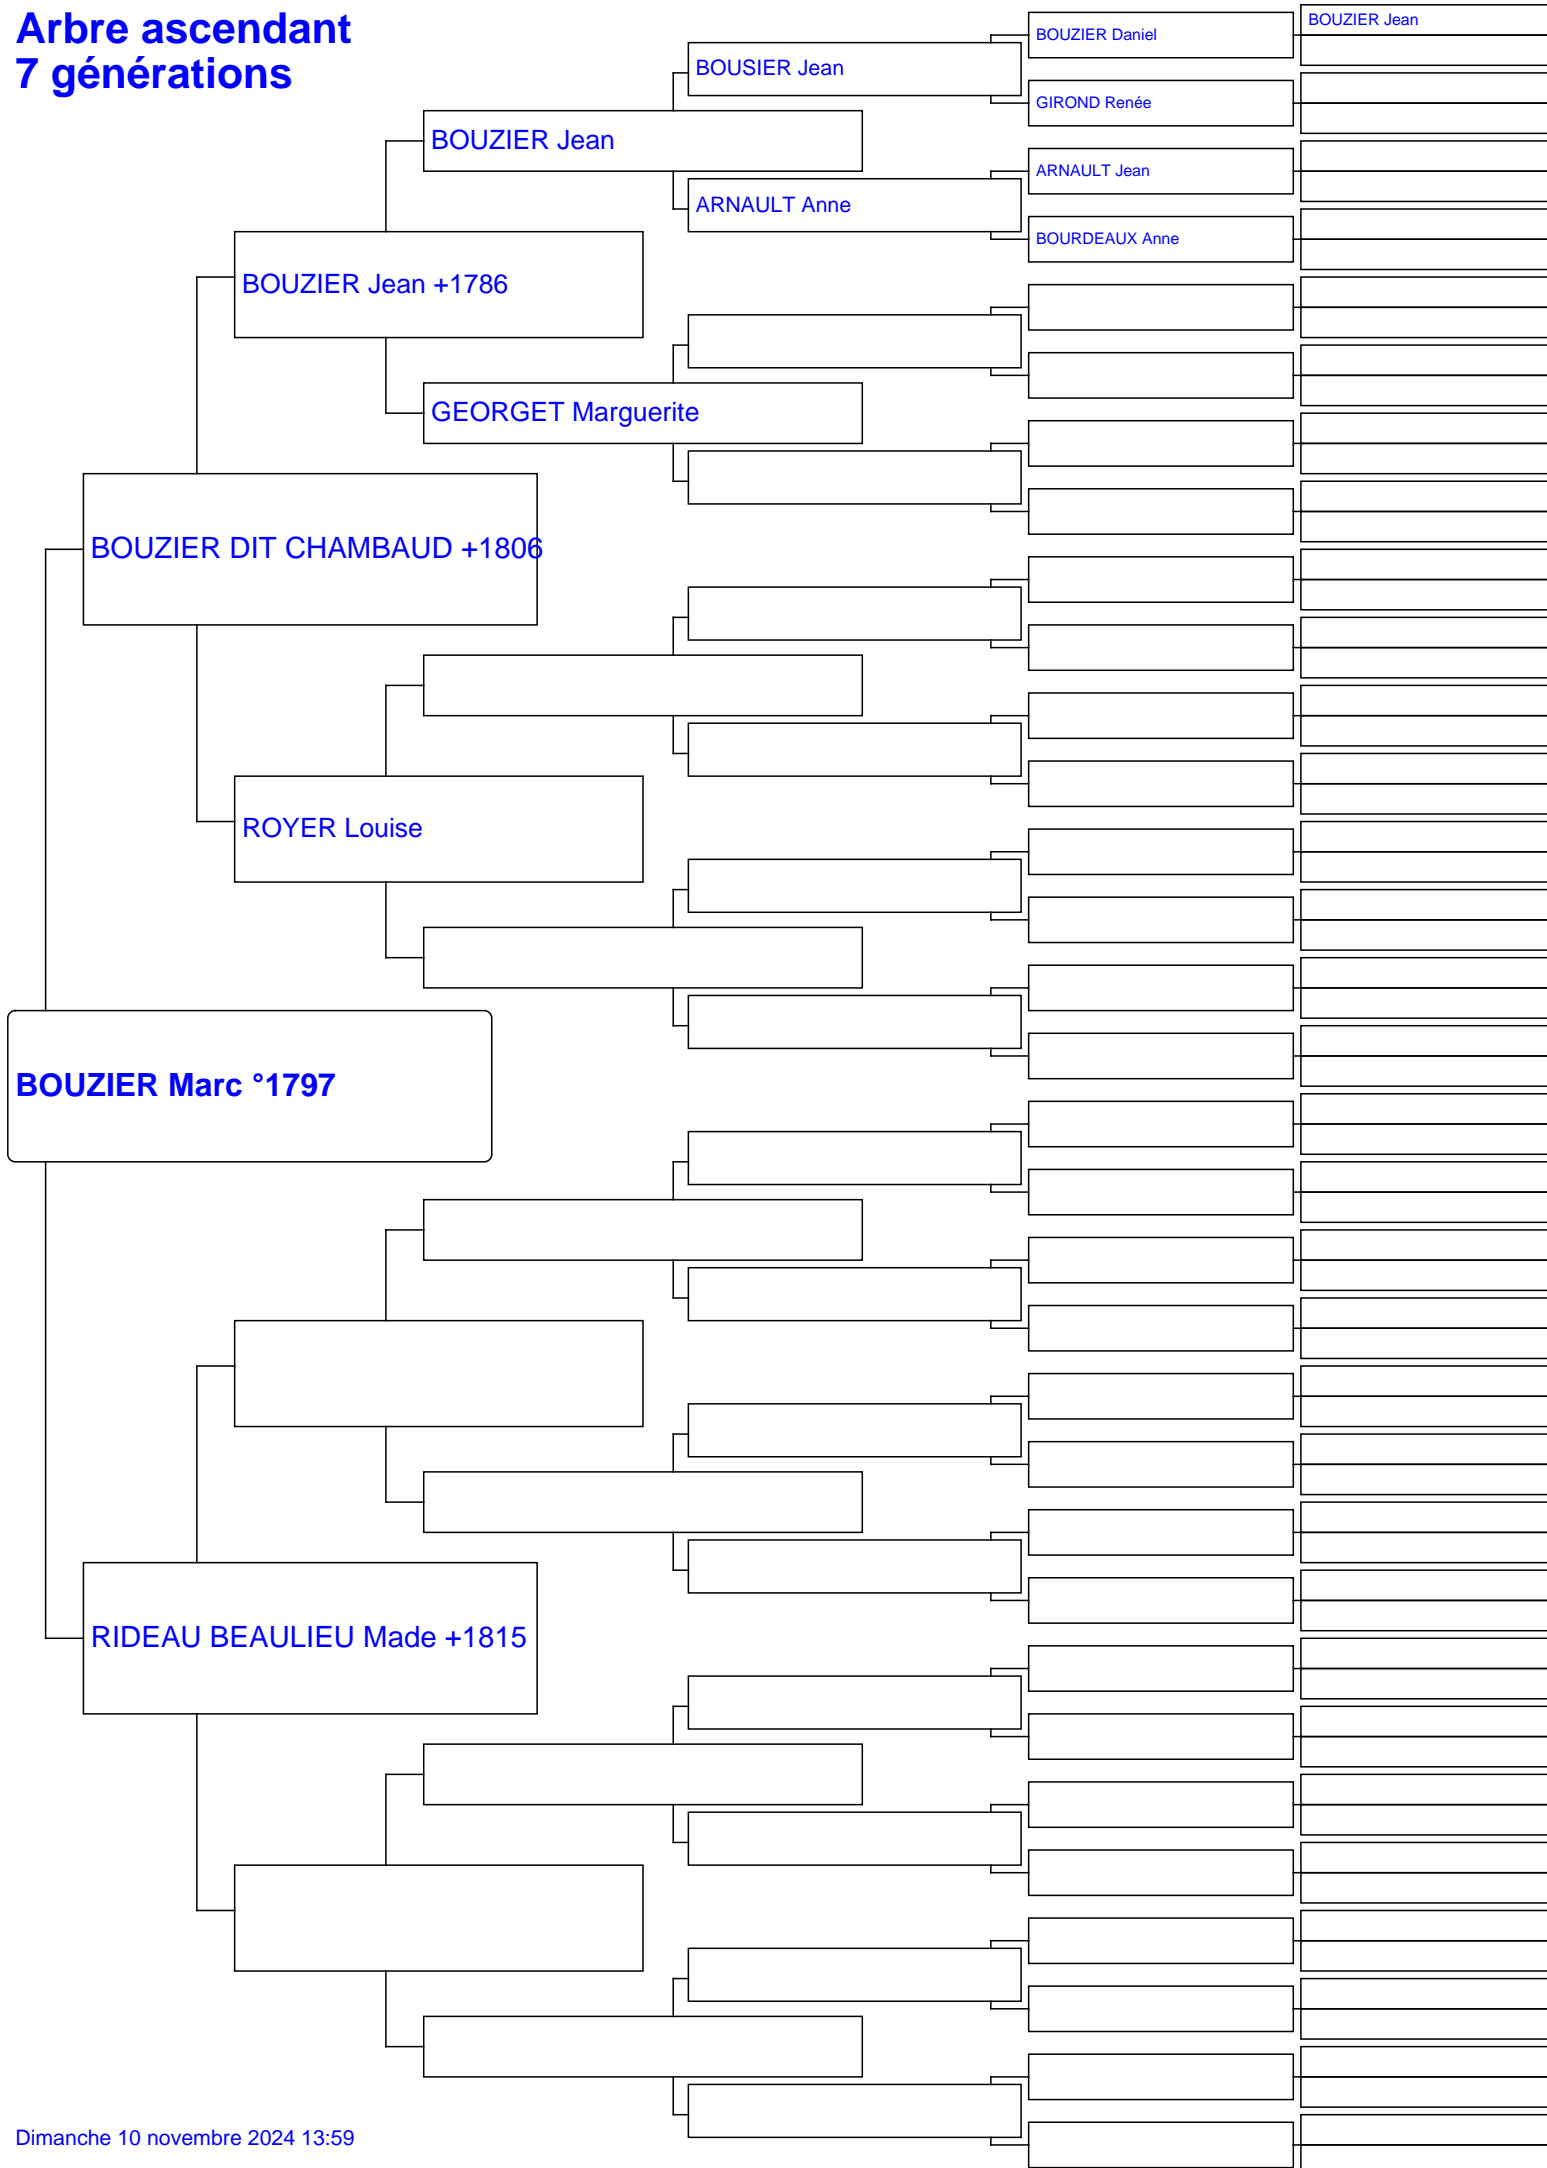 Arbre ascendant
7 générations
BOUZIER Jean
BOUZIER Daniel
BOUSIER Jean
GIROND Renée
BOUZIER Jean
ARNAULT Jean
ARNAULT Anne
BOURDEAUX Anne
BOUZIER Jean +1786
GEORGET Marguerite
BOUZIER DIT CHAMBAUD +1806
ROYER Louise
BOUZIER Marc °1797
RIDEAU BEAULIEU Made +1815
Dimanche 10 novembre 2024 13:59